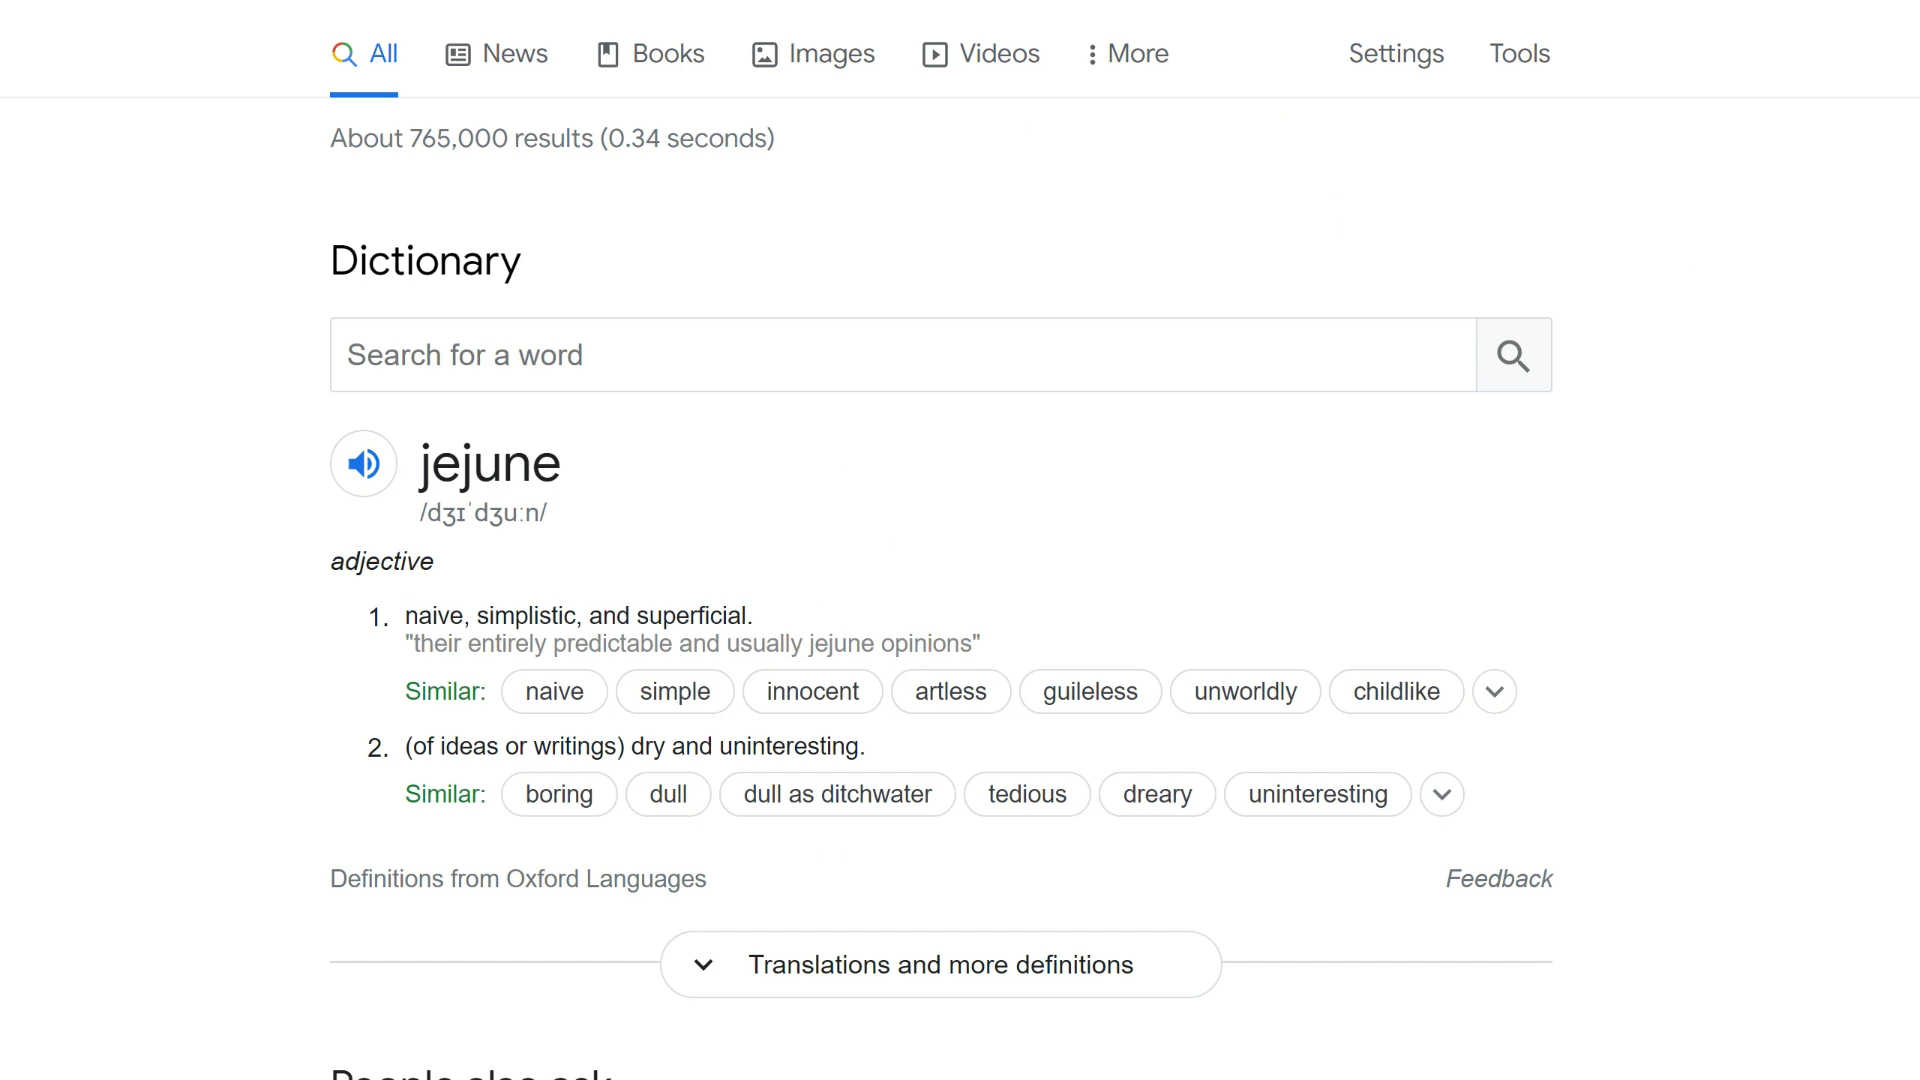 All News Books Images Videos More Settings Tools
About 765,000 results (0.34 seconds)
Dictionary
Search for a word
jejune
/dʒɪˈdʒuːn/
adjective
1. naive, simplistic, and superficial.
"their entirely predictable and usually jejune opinions"
Similar: naive simple innocent artless guileless unworldly childlike
2. (of ideas or writings) dry and uninteresting.
Similar: boring dull dull as ditchwater tedious dreary uninteresting
Definitions from Oxford Languages Feedback
Translations and more definitions
People also ask